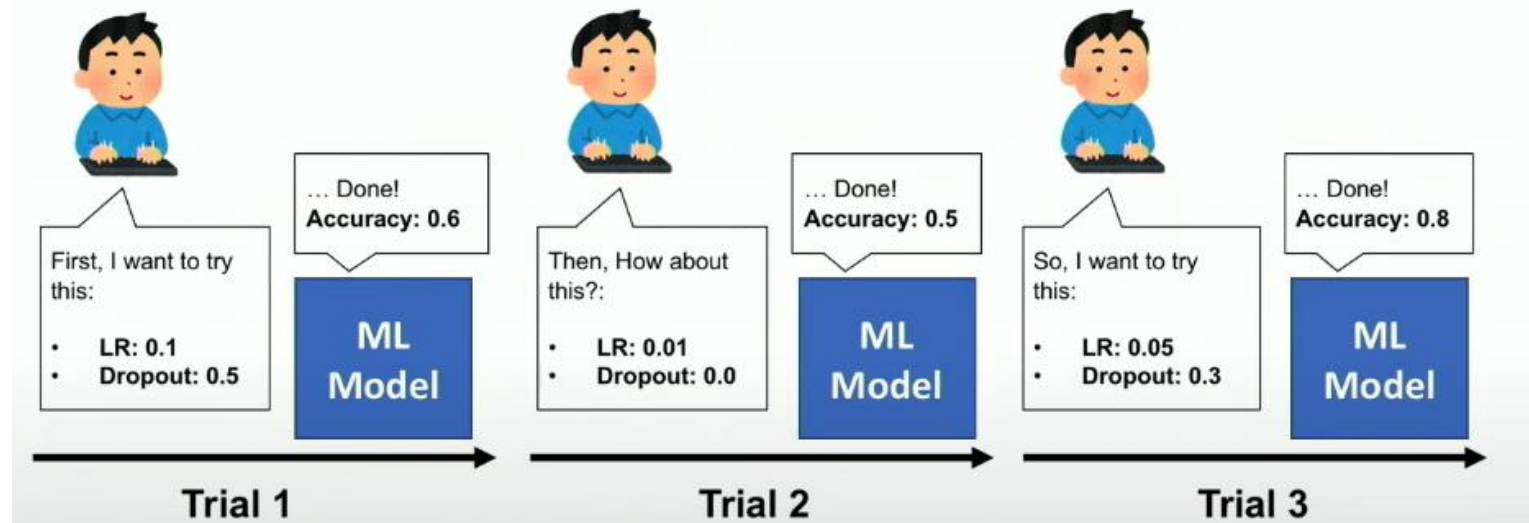 First, I want to try
this:
• LR: 0.1
• Dropout: 0.5
… Done!
Accuracy: 0.6
ML
Model
Trial 1
Then, How about
this?:
• LR: 0.01
• Dropout: 0.0
… Done!
Accuracy: 0.5
ML
Model
Trial 2
So, I want to try
this:
• LR: 0.05
• Dropout: 0.3
… Done!
Accuracy: 0.8
ML
Model
Trial 3